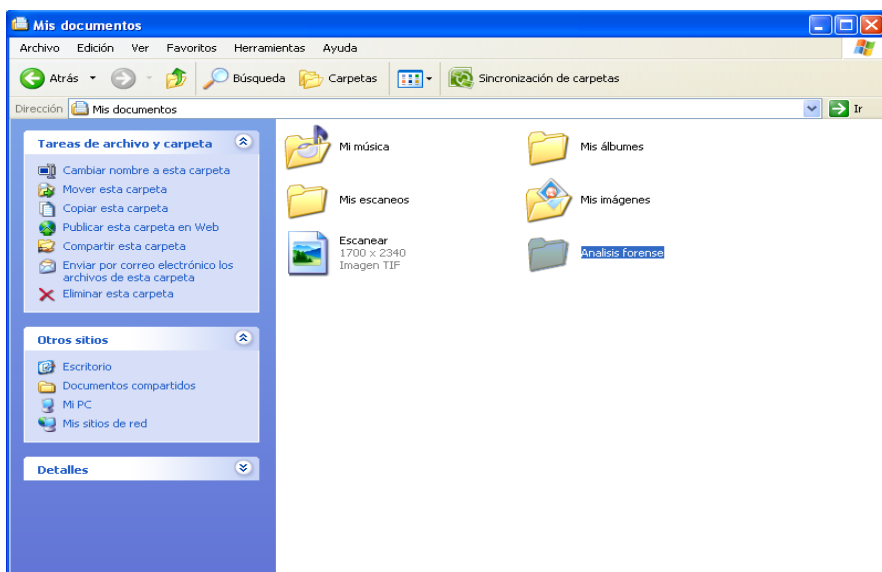 Mis documentos
Archivo Edición Ver Favoritos Herramientas Ayuda
Atrás Búsqueda Carpetas Sincronización de carpetas
Dirección Mis documentos Ir
Tareas de archivo y carpeta
Cambiar nombre a esta carpeta
Mover esta carpeta
Copiar esta carpeta
Publicar esta carpeta en Web
Compartir esta carpeta
Enviar por correo electrónico los
archivos de esta carpeta
Eliminar esta carpeta
Otros sitios
Escritorio
Documentos compartidos
Mi PC
Mis sitios de red
Detalles
Mi música
Mis álbumes
Mis escaneos
Mis imágenes
Escanear
1700 x 2340
Imagen TIF
Analisis forense